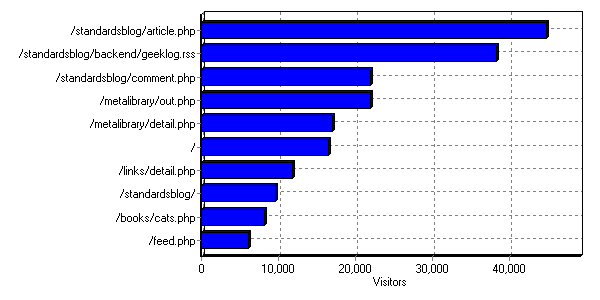 /standardsblog/article.php
/standardsblog/backend/geeklog.rss
/standardsblog/comment.php
/metalibrary/out.php
/metalibrary/detail.php
/
/links/detail.php
/standardsblog/
/books/cats.php
/feed.php
0 10,000 20,000 30,000 40,000
Visitors